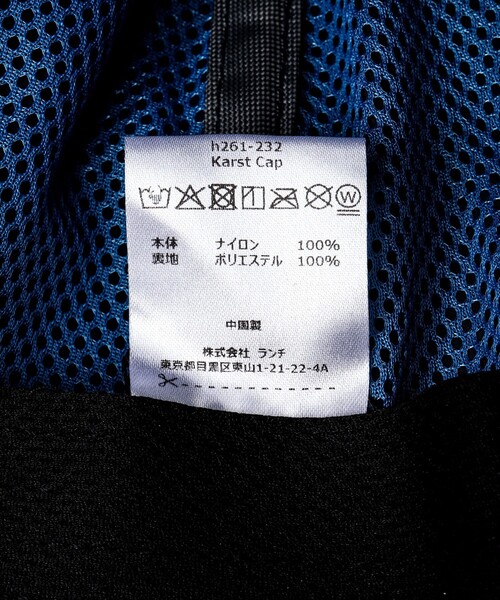 h261-232
Karst Cap
本体 ナイロン 100%
裏地 ポリエステル 100%
中国製
株式会社 ランチ
東京都目黒区東山1-21-22-4A